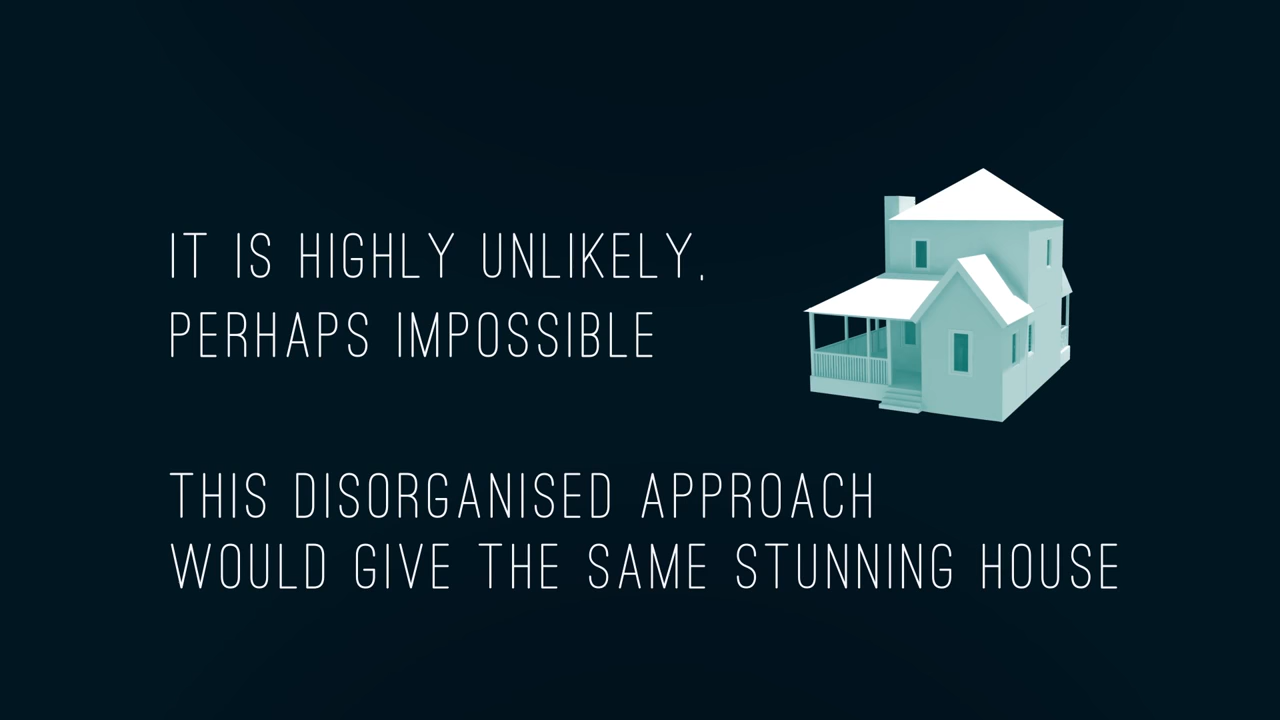 IT IS HIGHLY UNLIKELY,
PERHAPS IMPOSSIBLE
THIS DISORGANISED APPROACH
WOULD GIVE THE SAME STUNNING HOUSE